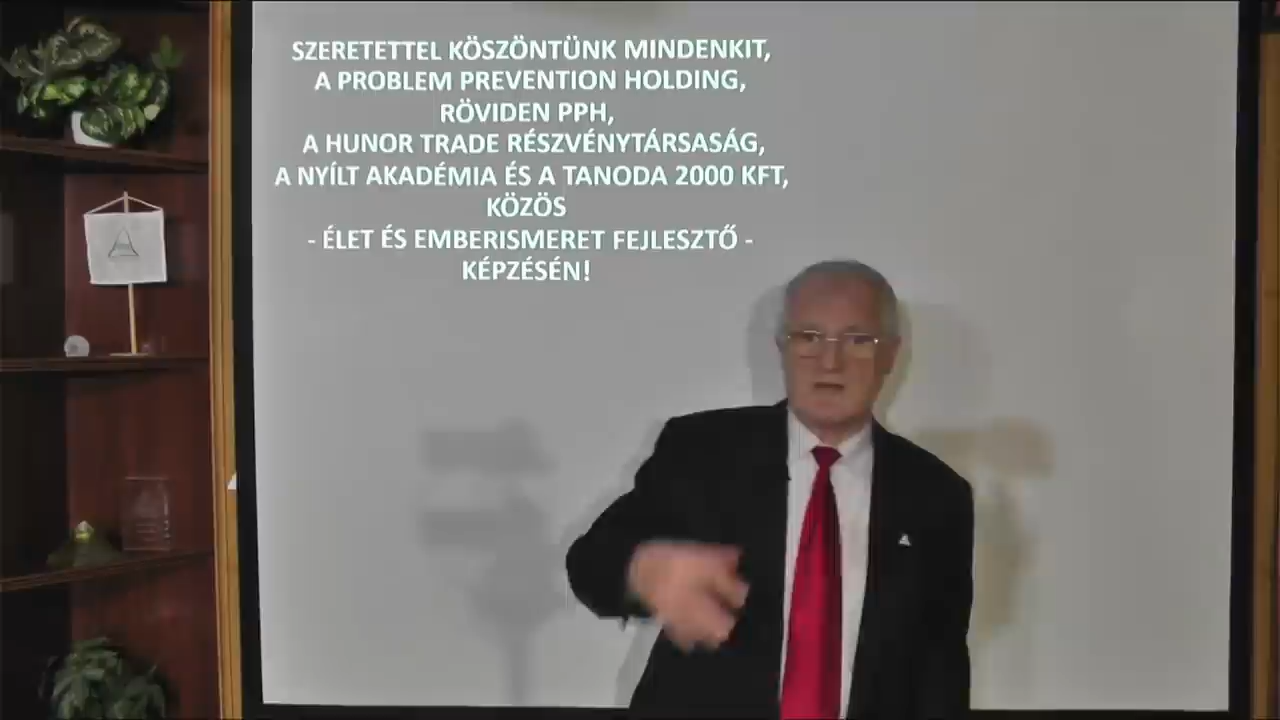 SZERETETTEL KÖSZÖNTÜNK MINDENKIT,
A PROBLEM PREVENTION HOLDING,
RÖVIDEN PPH,
A HUNOR TRADE RÉSZVÉNYTÁRSASÁG,
A NYÍLT AKADÉMIA ÉS A TANODA 2000 KFT,
KÖZÖS
- ÉLET ÉS EMBERISMERET FEJLESZTŐ -
KÉPZÉSÉN!